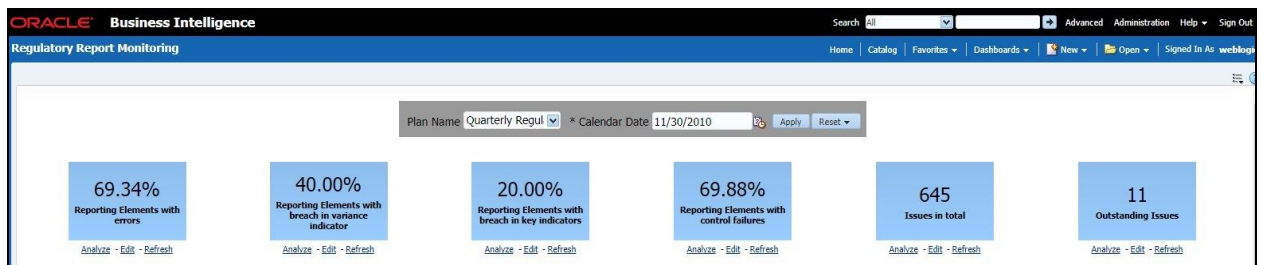 ORACLE Business Intelligence Search All Advanced Administration Help Sign Out
Regulatory Report Monitoring Home Catalog Favorites Dashboards New Open Signed In As weblogi
Plan Name Quarterly Regul * Calendar Date 11/30/2010 Apply Reset
69.34%
Reporting Elements with
errors
Analyze - Edit - Refresh
40.00%
Reporting Elements with
breach in variance
indicator
Analyze - Edit - Refresh
20.00%
Reporting Elements with
breach in key indicators
Analyze - Edit - Refresh
69.88%
Reporting Elements with
control failures
Analyze - Edit - Refresh
645
Issues in total
Analyze - Edit - Refresh
11
Outstanding Issues
Analyze - Edit - Refresh